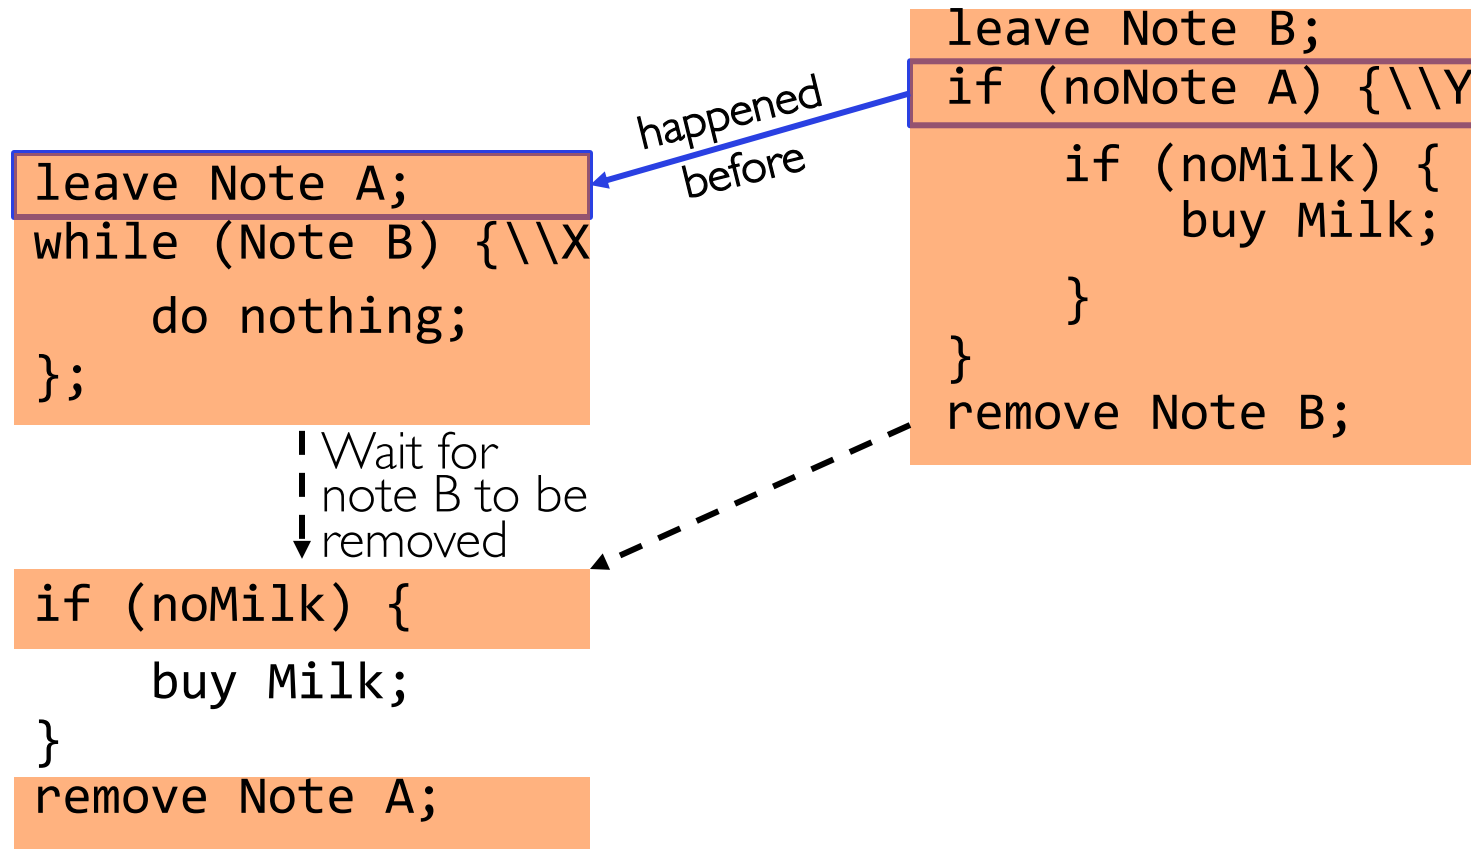 leave Note A;
while (Note B) {\\X
do nothing;
};
Wait for
note B to be
removed
if (noMilk) {
buy Milk;
}
remove Note A;
happened
before
leave Note B;
if (noNote A) {\\Y
if (noMilk) {
buy Milk;
}
}
remove Note B;